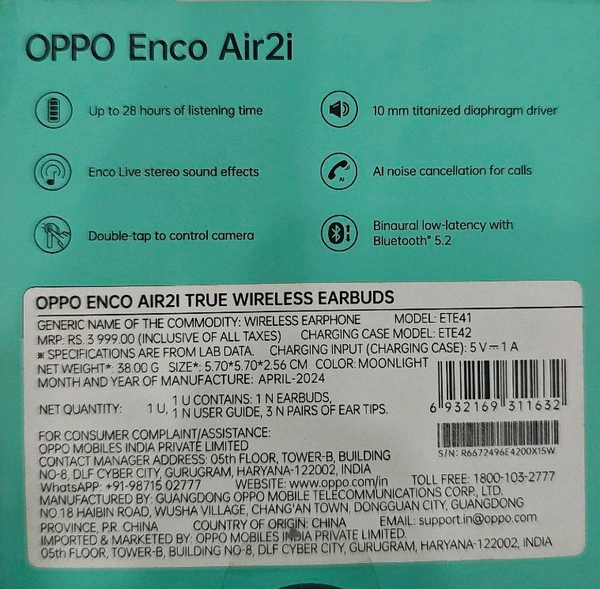 OPPO Enco Air2i
Up to 28 hours of listening time
10 mm titanized diaphragm driver
Enco Live stereo sound effects
AI
AI noise cancellation for calls
Double-tap to control camera
Binaural low-latency with
Bluetooth® 5.2
OPPO ENCO AIR2I TRUE WIRELESS EARBUDS
GENERIC NAME OF THE COMMODITY: WIRELESS EARPHONE MODEL: ETE41
MRP: RS. 3 999.00 (INCLUSIVE OF ALL TAXES) CHARGING CASE MODEL: ETE42
※ SPECIFICATIONS ARE FROM LAB DATA. CHARGING INPUT (CHARGING CASE): 5 V⎓1 A
NET WEIGHT*: 38.00 G SIZE*: 5.70*5.70*2.56 CM COLOR: MOONLIGHT
MONTH AND YEAR OF MANUFACTURE: APRIL-2024
NET QUANTITY: 1 U, 1 U CONTAINS: 1 N EARBUDS,
1 N USER GUIDE, 3 N PAIRS OF EAR TIPS.
6 932169 311632
S/N: R6672496E4200X15W
FOR CONSUMER COMPLAINT/ASSISTANCE:
OPPO MOBILES INDIA PRIVATE LIMITED
CONTACT MANAGER ADDRESS: 05th FLOOR, TOWER-B, BUILDING
NO-8, DLF CYBER CITY, GURUGRAM, HARYANA-122002, INDIA
WhatsApp: +91-98715 02777 WEBSITE: www.oppo.com/in TOLL FREE: 1800-103-2777
MANUFACTURED BY: GUANGDONG OPPO MOBILE TELECOMMUNICATIONS CORP., LTD.
NO 18 HAIBIN ROAD, WUSHA VILLAGE, CHANG'AN TOWN, DONGGUAN CITY, GUANGDONG
PROVINCE, P.R. CHINA COUNTRY OF ORIGIN: CHINA EMAIL: support.in@oppo.com
IMPORTED & MARKETED BY: OPPO MOBILES INDIA PRIVATE LIMITED.
05th FLOOR, TOWER-B, BUILDING NO-8, DLF CYBER CITY, GURUGRAM, HARYANA-122002, INDIA